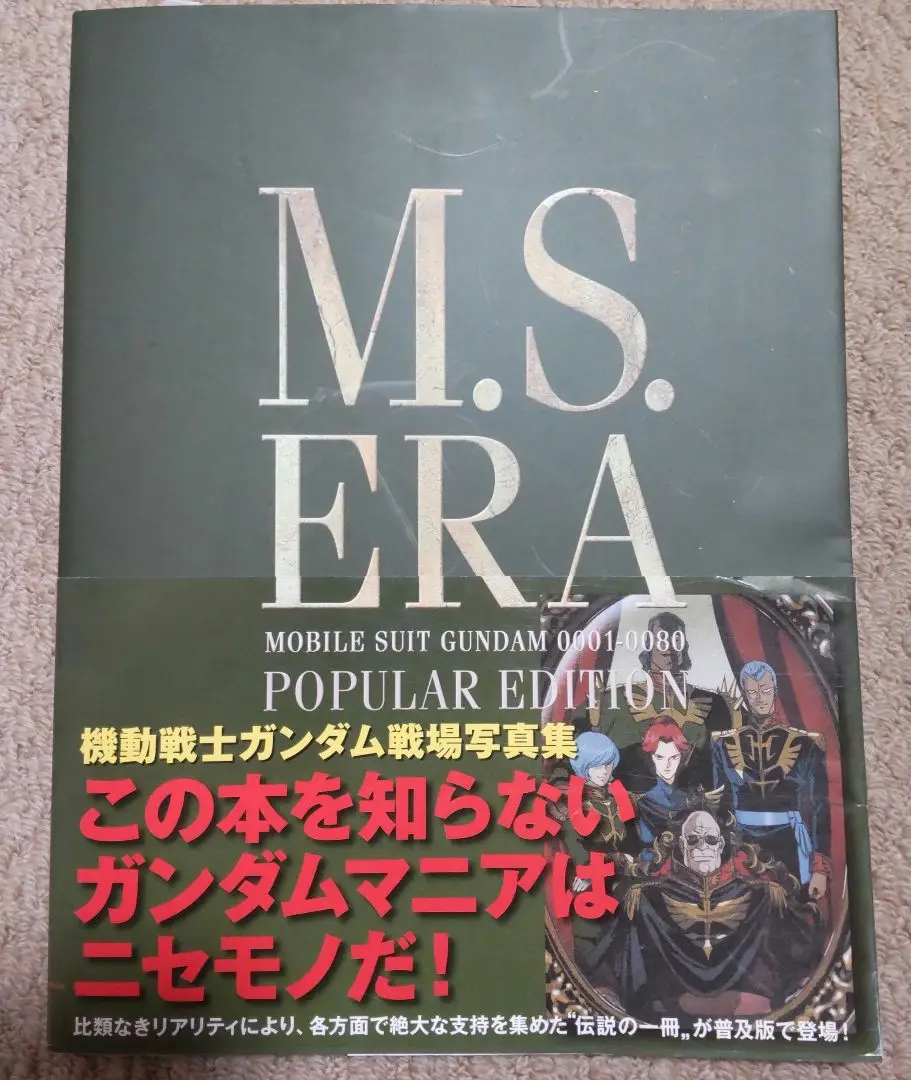 M.S.
ERA
MOBILE SUIT GUNDAM 0001-0080
POPULAR EDITION
機動戦士ガンダム戦場写真集
この本を知らない
ガンダムマニアは
ニセモノだ!
比類なきリアリティにより、各方面で絶大な支持を集めた〝伝説の一冊〟が普及版で登場!